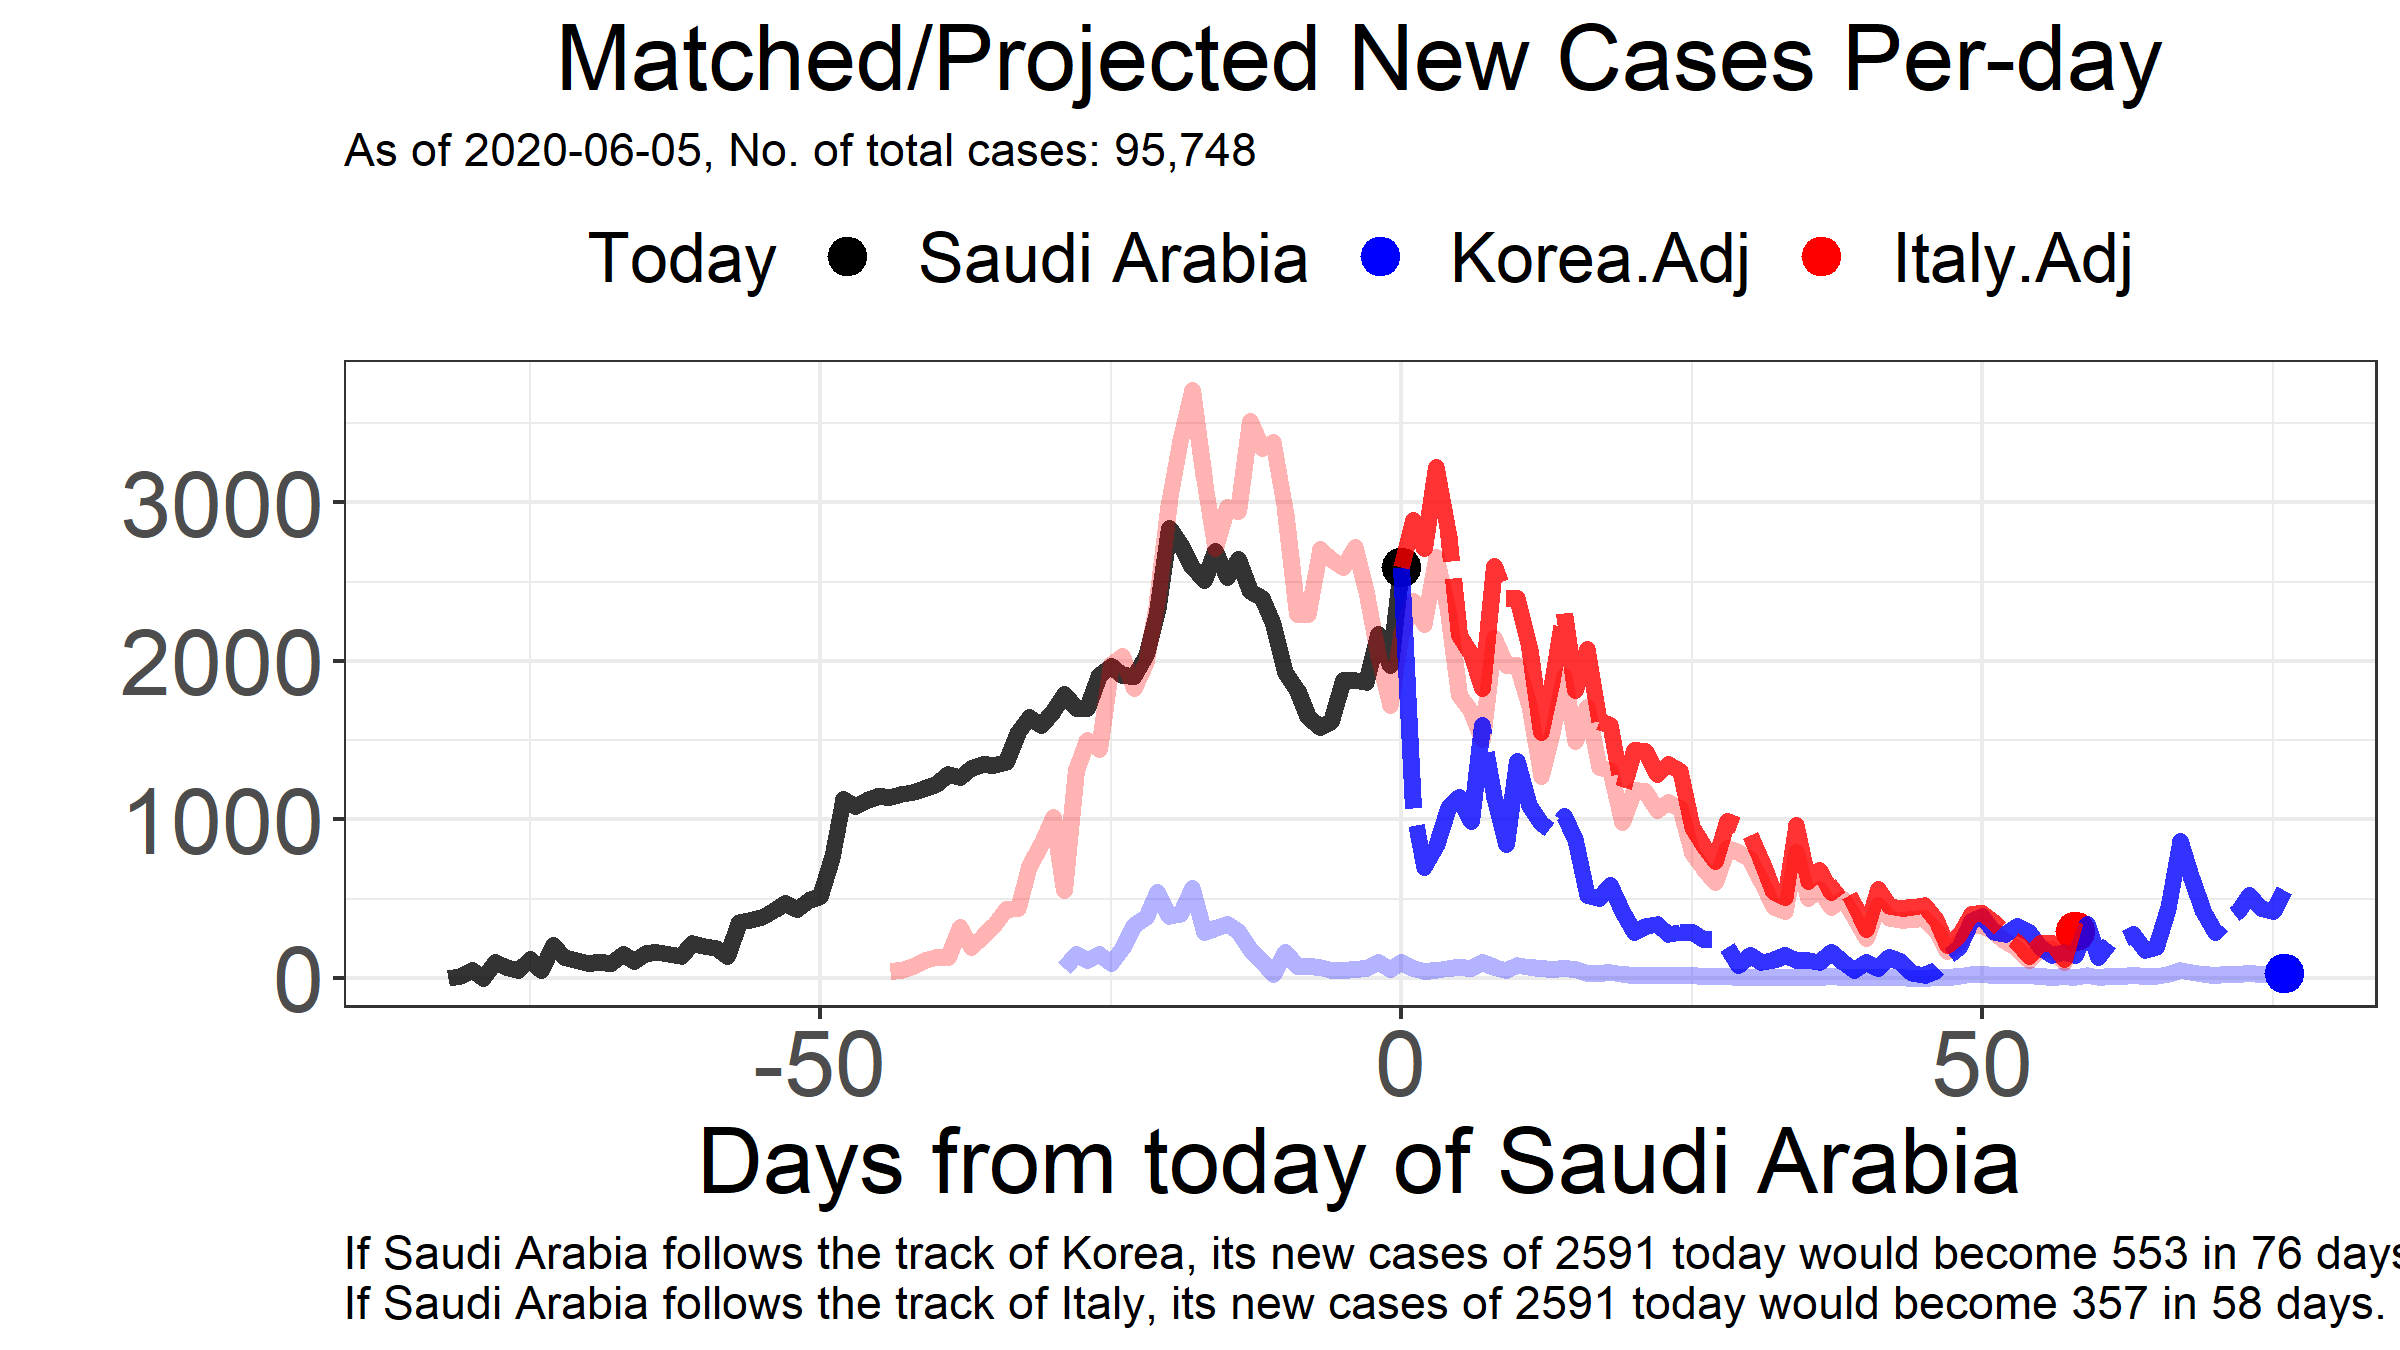 Matched/Projected New Cases Per-day
As of 2020-06-05, No. of total cases: 95,748
Today Saudi Arabia Korea.Adj Italy.Adj
3000
2000
1000
0
-50 0 50
Days from today of Saudi Arabia
If Saudi Arabia follows the track of Korea, its new cases of 2591 today would become 553 in 76 days
If Saudi Arabia follows the track of Italy, its new cases of 2591 today would become 357 in 58 days.